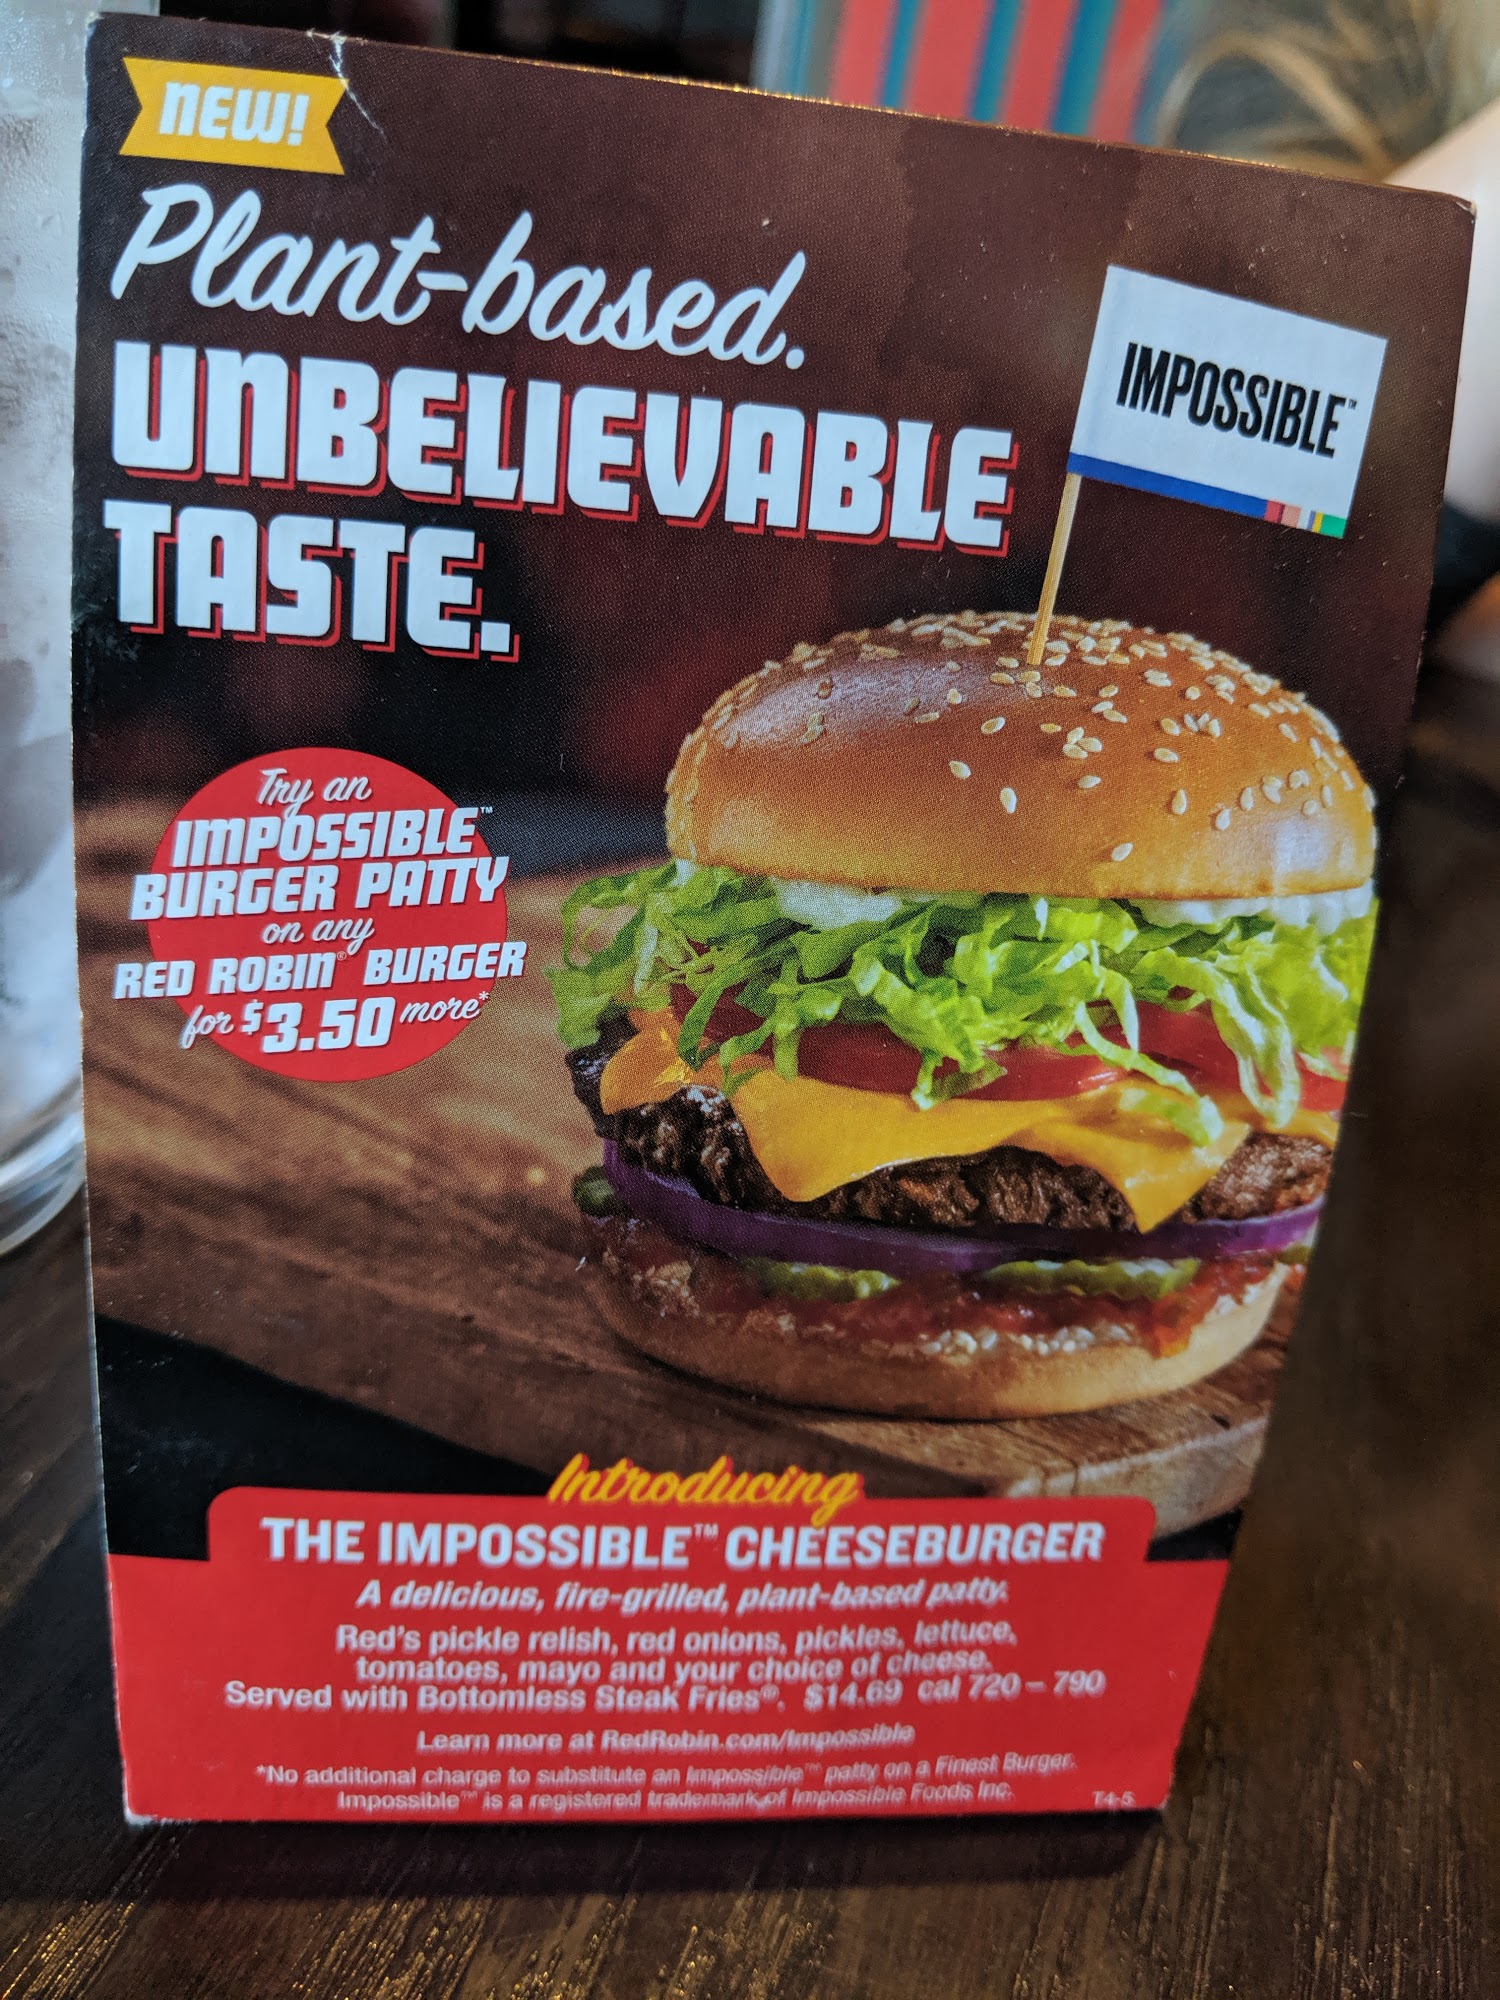 NEW!
Plant-based.
UNBELIEVABLE
TASTE.
IMPOSSIBLE™
Try an
IMPOSSIBLE™
BURGER PATTY
on any
RED ROBIN® BURGER
for $3.50 more*
Introducing
THE IMPOSSIBLE™ CHEESEBURGER
A delicious, fire-grilled, plant-based patty.
Red's pickle relish, red onions, pickles, lettuce,
tomatoes, mayo and your choice of cheese.
Served with Bottomless Steak Fries®. $14.69 cal 720 – 790
Learn more at RedRobin.com/Impossible
*No additional charge to substitute an Impossible™ patty on a Finest Burger.
Impossible™ is a registered trademark of Impossible Foods Inc.
T4-5